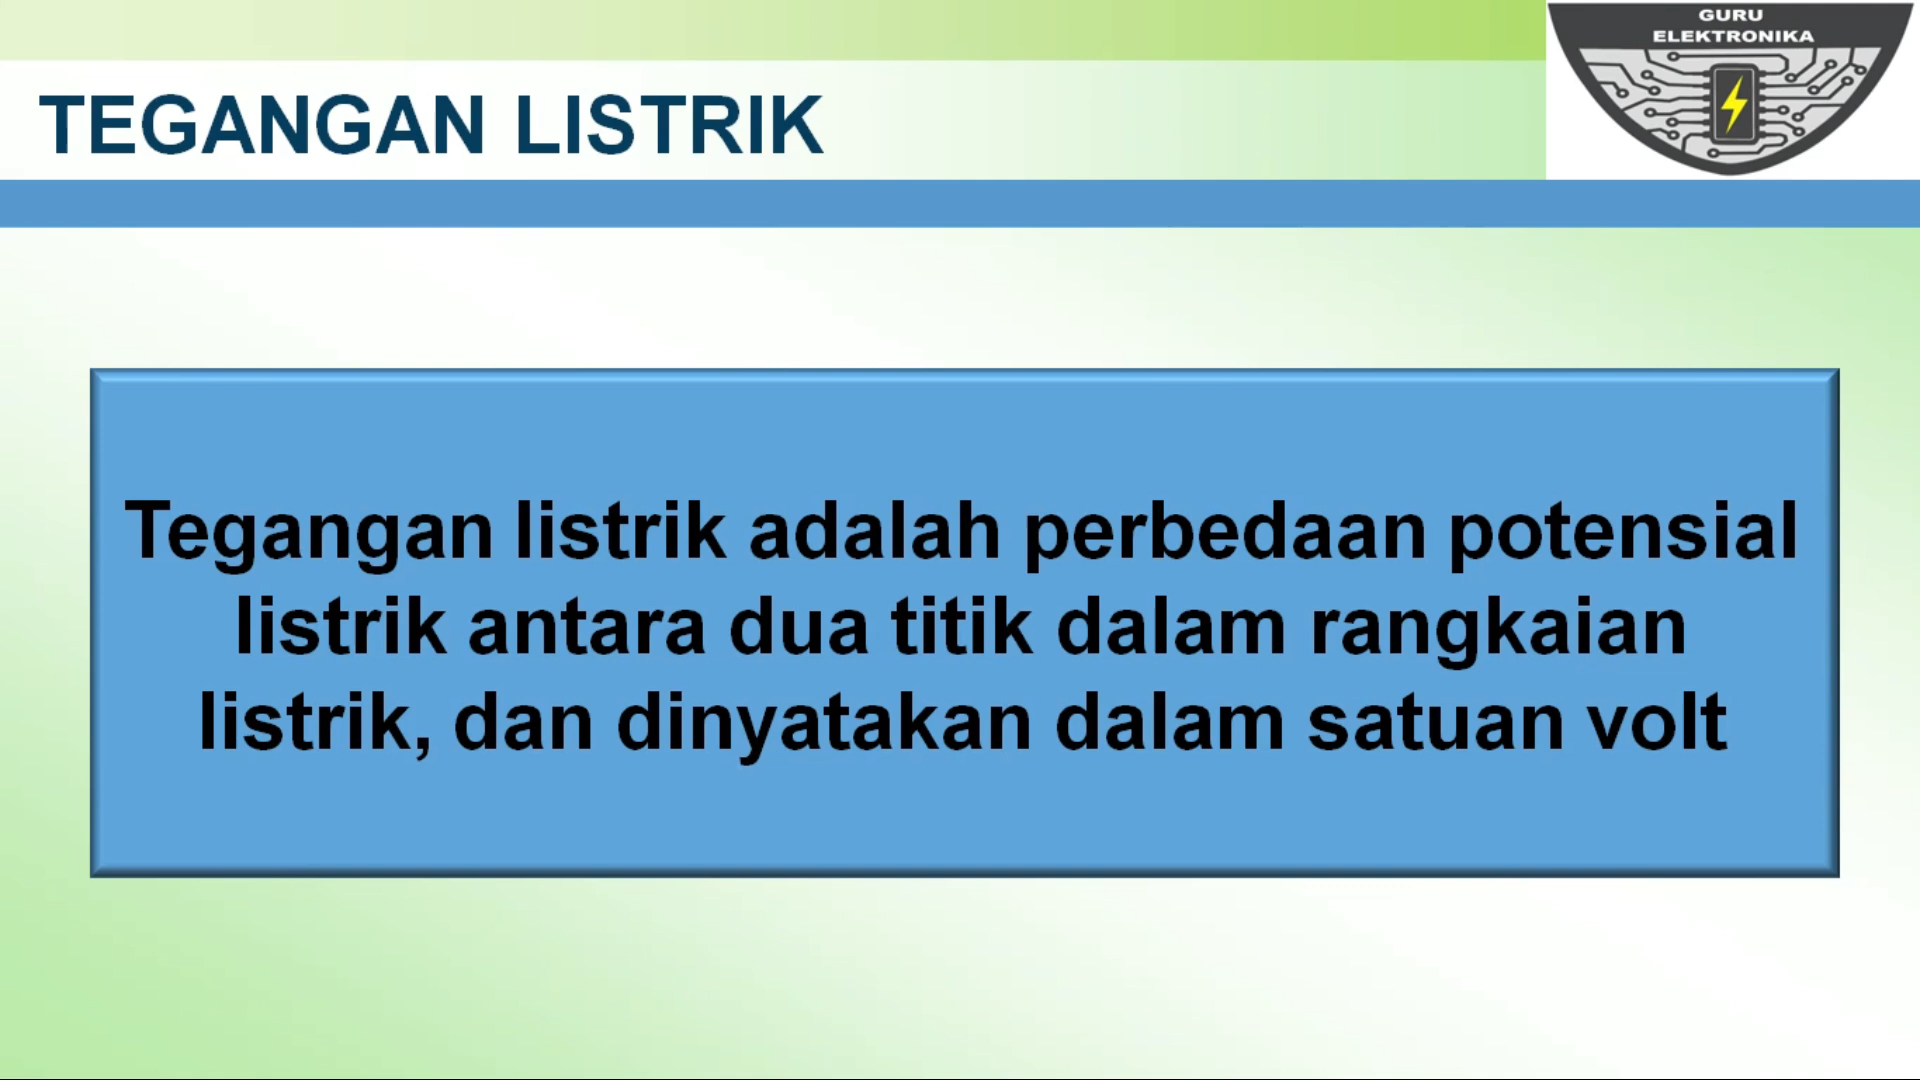 GURU
ELEKTRONIKA
TEGANGAN LISTRIK
Tegangan listrik adalah perbedaan potensial
listrik antara dua titik dalam rangkaian
listrik, dan dinyatakan dalam satuan volt